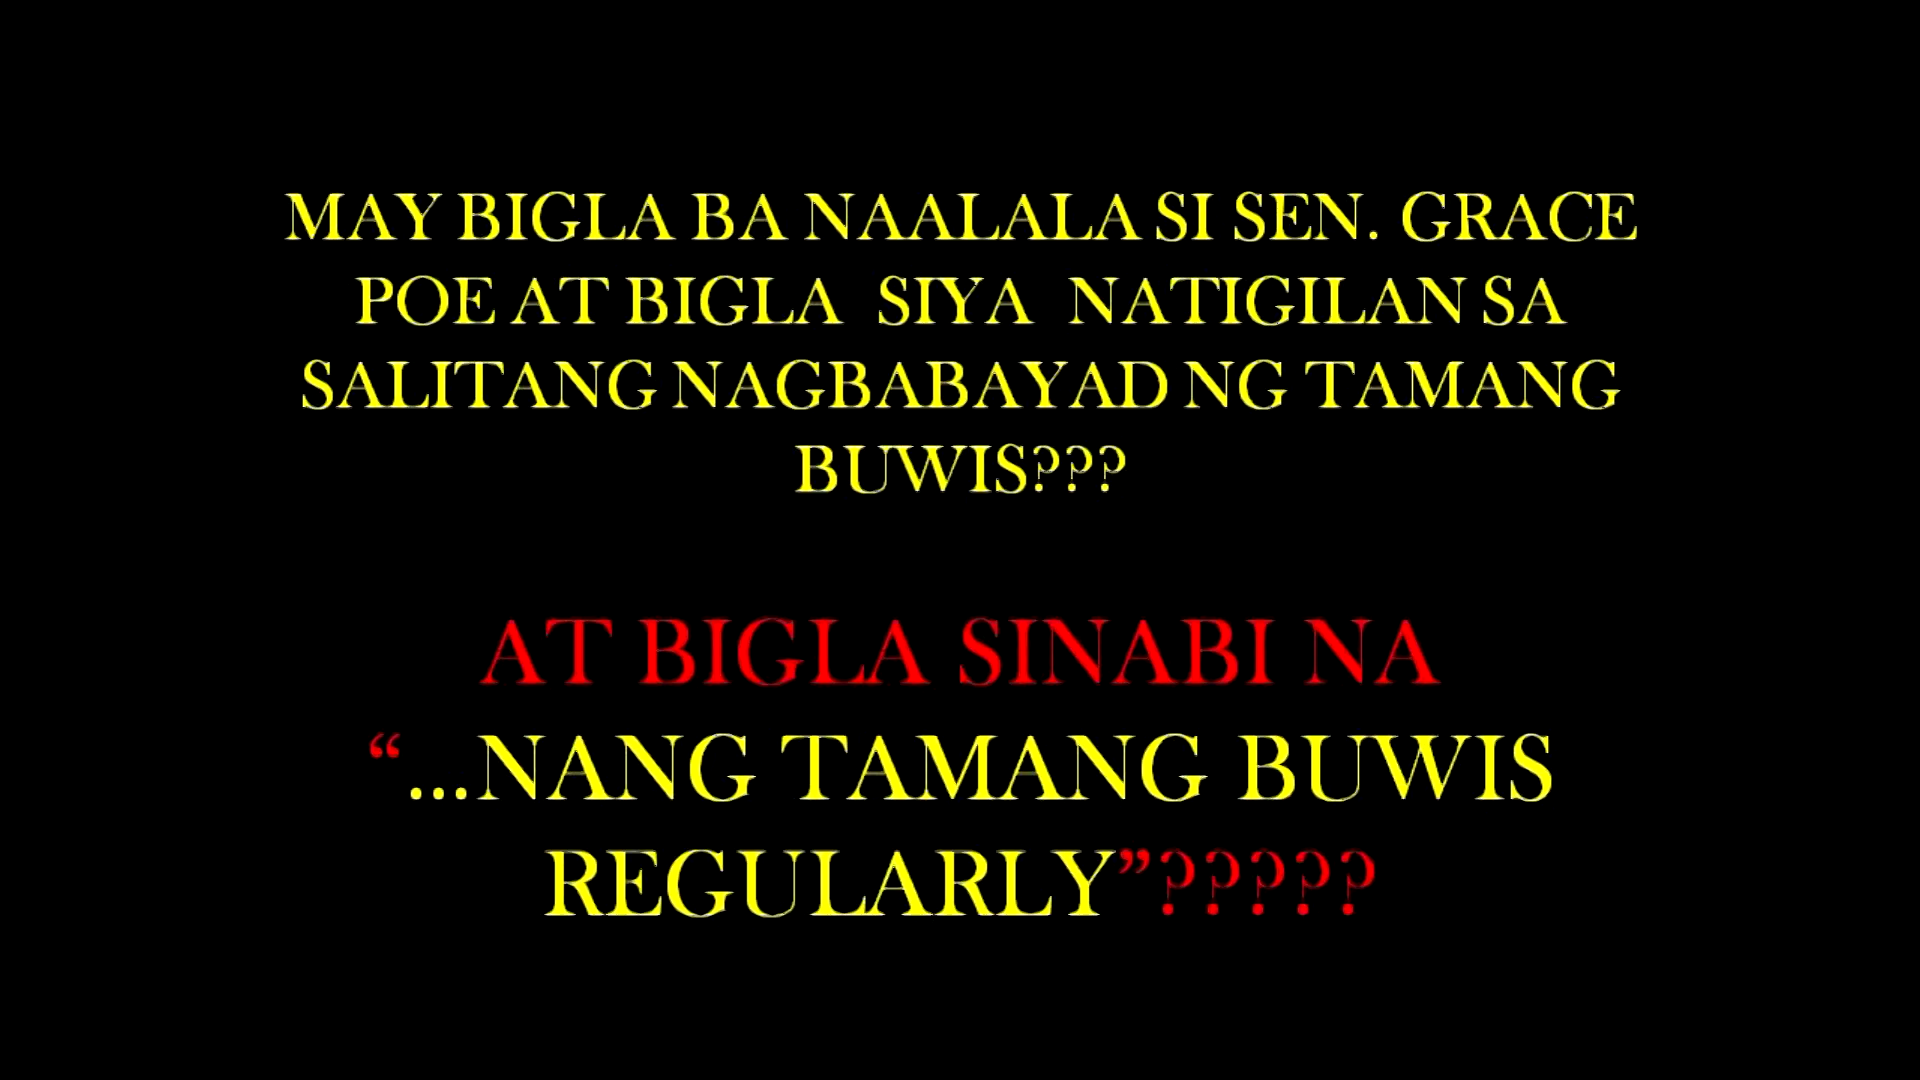 MAY BIGLA BA NAALALA SI SEN. GRACE
POE AT BIGLA SIYA NATIGILAN SA
SALITANG NAGBABAYAD NG TAMANG
BUWIS???
AT BIGLA SINABI NA
“...NANG TAMANG BUWIS
REGULARLY”?????